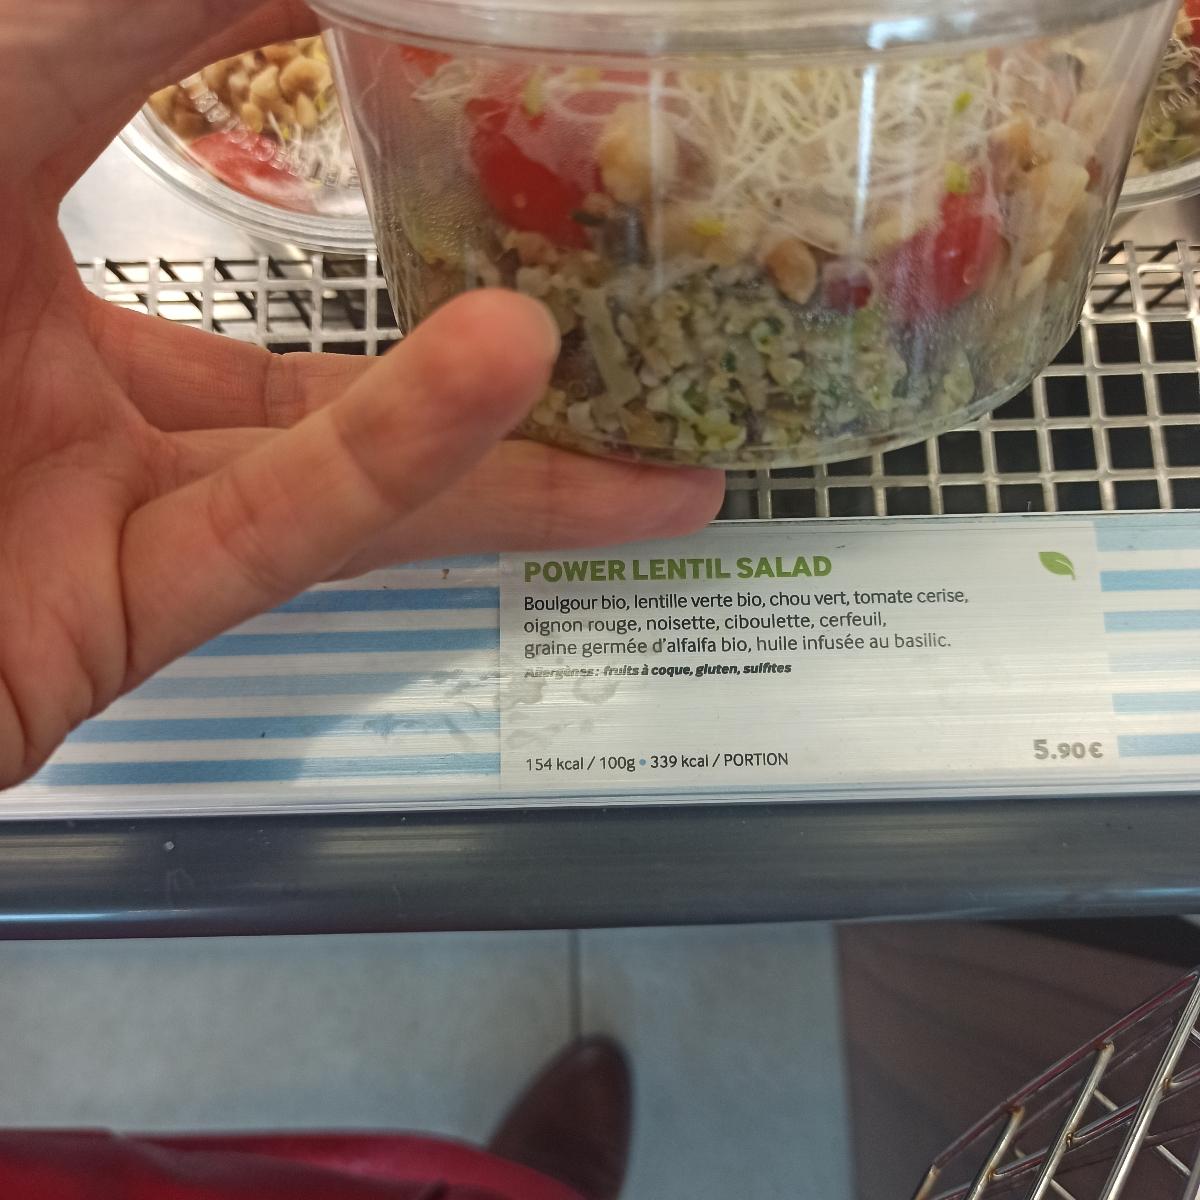 POWER LENTIL SALAD
Boulgour bio, lentille verte bio, chou vert, tomate cerise,
oignon rouge, noisette, ciboulette, cerfeuil,
graine germée d'alfalfa bio, huile infusée au basilic.
Allergènes : fruits à coque, gluten, sulfites
154 kcal / 100g • 339 kcal / PORTION
5.90€